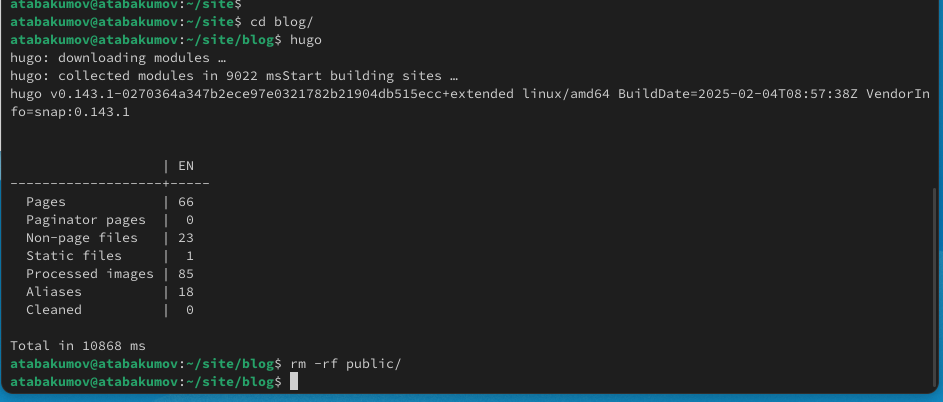 atabakumov@atabakumov:~/site$
atabakumov@atabakumov:~/site$ cd blog/
atabakumov@atabakumov:~/site/blog$ hugo
hugo: downloading modules …
hugo: collected modules in 9022 msStart building sites …
hugo v0.143.1-0270364a347b2ece97e0321782b21904db515ecc+extended linux/amd64 BuildDate=2025-02-04T08:57:38Z VendorIn
fo=snap:0.143.1
                   | EN
-------------------+-----
  Pages            | 66
  Paginator pages  |  0
  Non-page files   | 23
  Static files     |  1
  Processed images | 85
  Aliases          | 18
  Cleaned          |  0
Total in 10868 ms
atabakumov@atabakumov:~/site/blog$ rm -rf public/
atabakumov@atabakumov:~/site/blog$